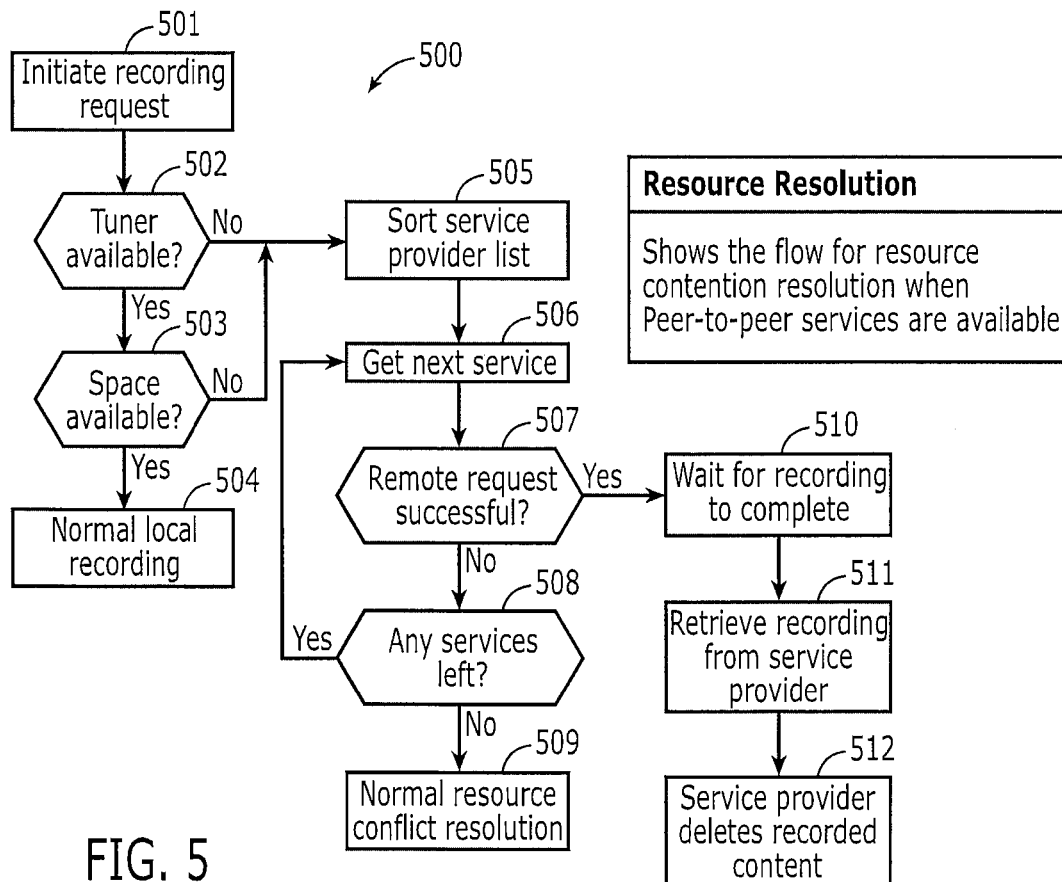 501
Initiate recording
request
500
502
Tuner
available?
No
Yes
503
Space
available?
No
Yes
504
Normal local
recording
505
Sort service
provider list
506
Get next service
507
Remote request
successful?
Yes
No
508
Any services
left?
Yes
No
509
Normal resource
conflict resolution
510
Wait for recording
to complete
511
Retrieve recording
from service
provider
512
Service provider
deletes recorded
content
Resource Resolution
Shows the flow for resource
contention resolution when
Peer-to-peer services are available
FIG. 5